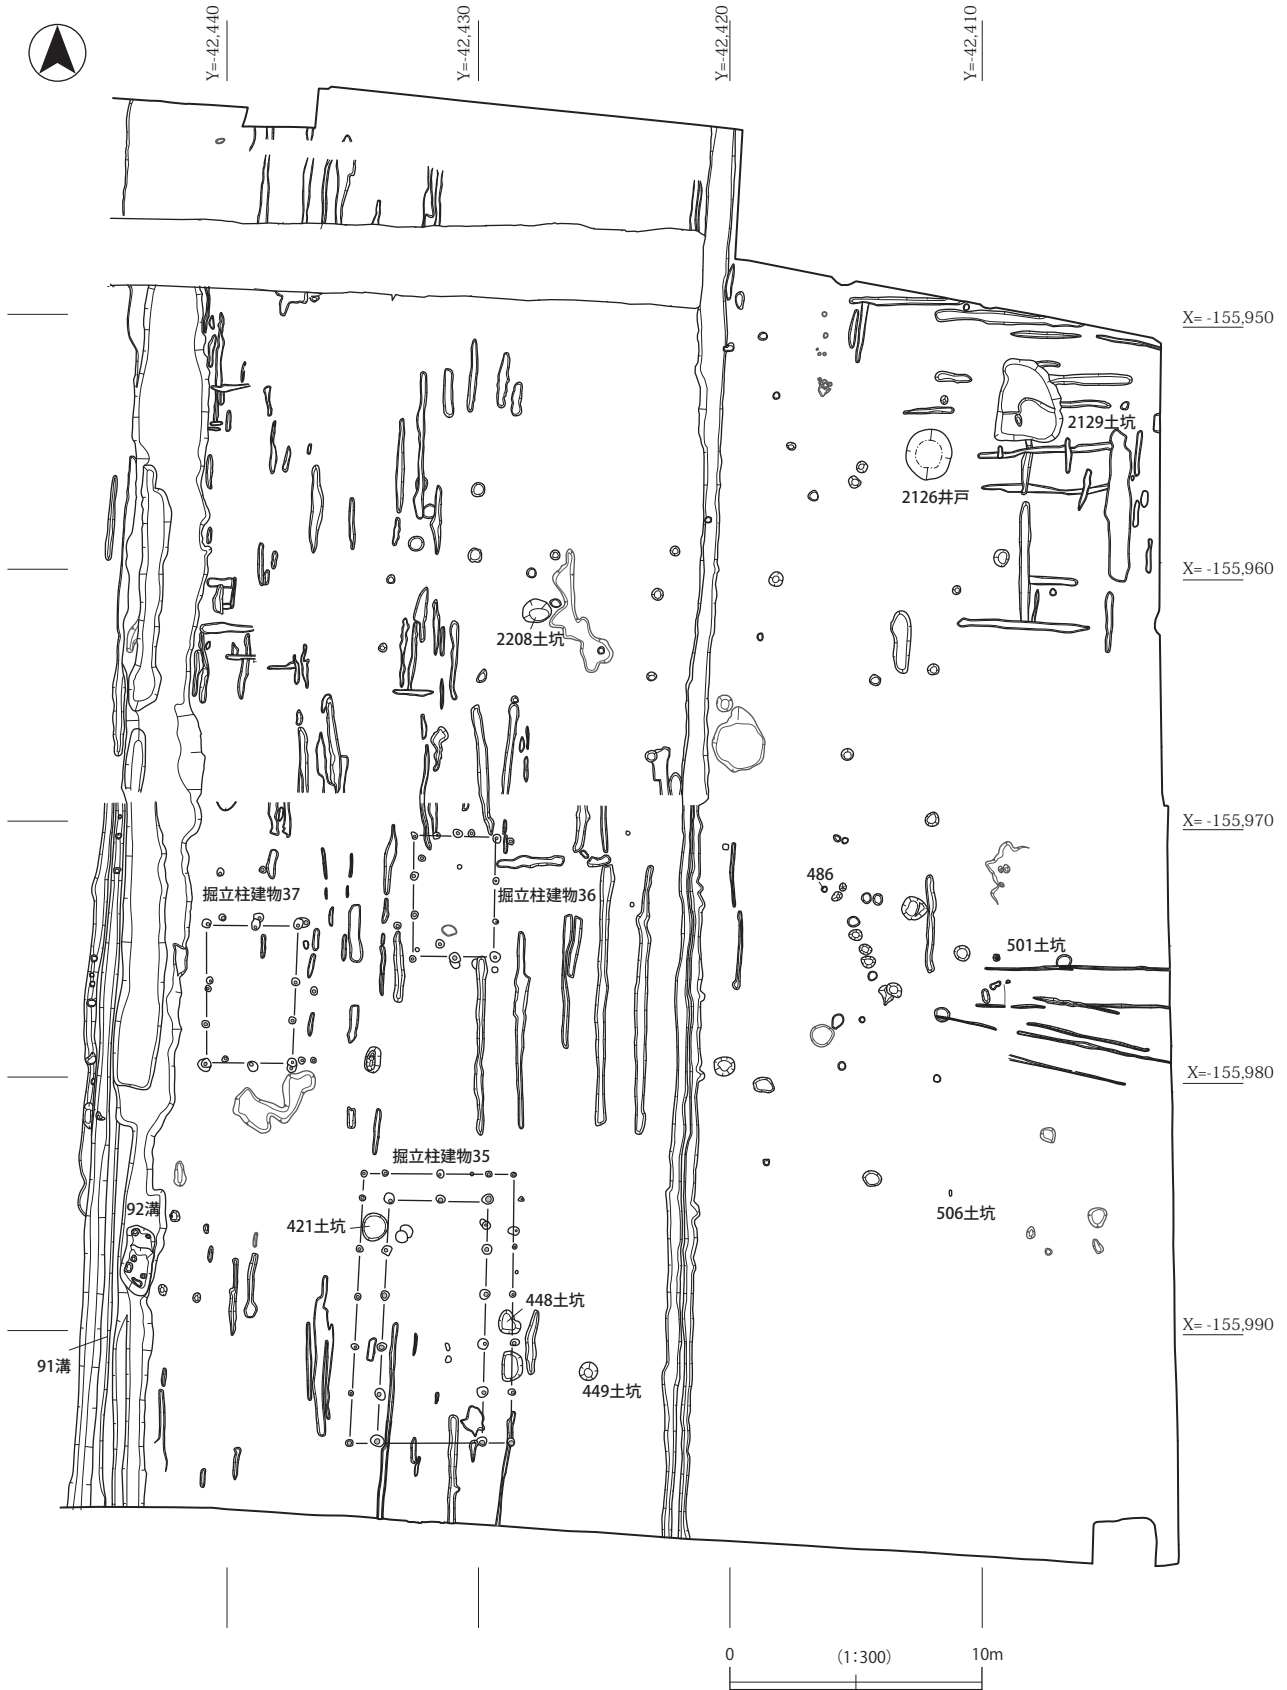 Y=-42,440
Y=-42,430
Y=-42,420
Y=-42,410
X= -155,950
2129土坑
2126井戸
X= -155,960
2208土坑
X= -155,970
486
掘立柱建物37
掘立柱建物36
501土坑
X=-155,980
掘立柱建物35
92溝
421土坑
506土坑
448土坑
X= -155,990
91溝
449土坑
0
(1:300)
10m